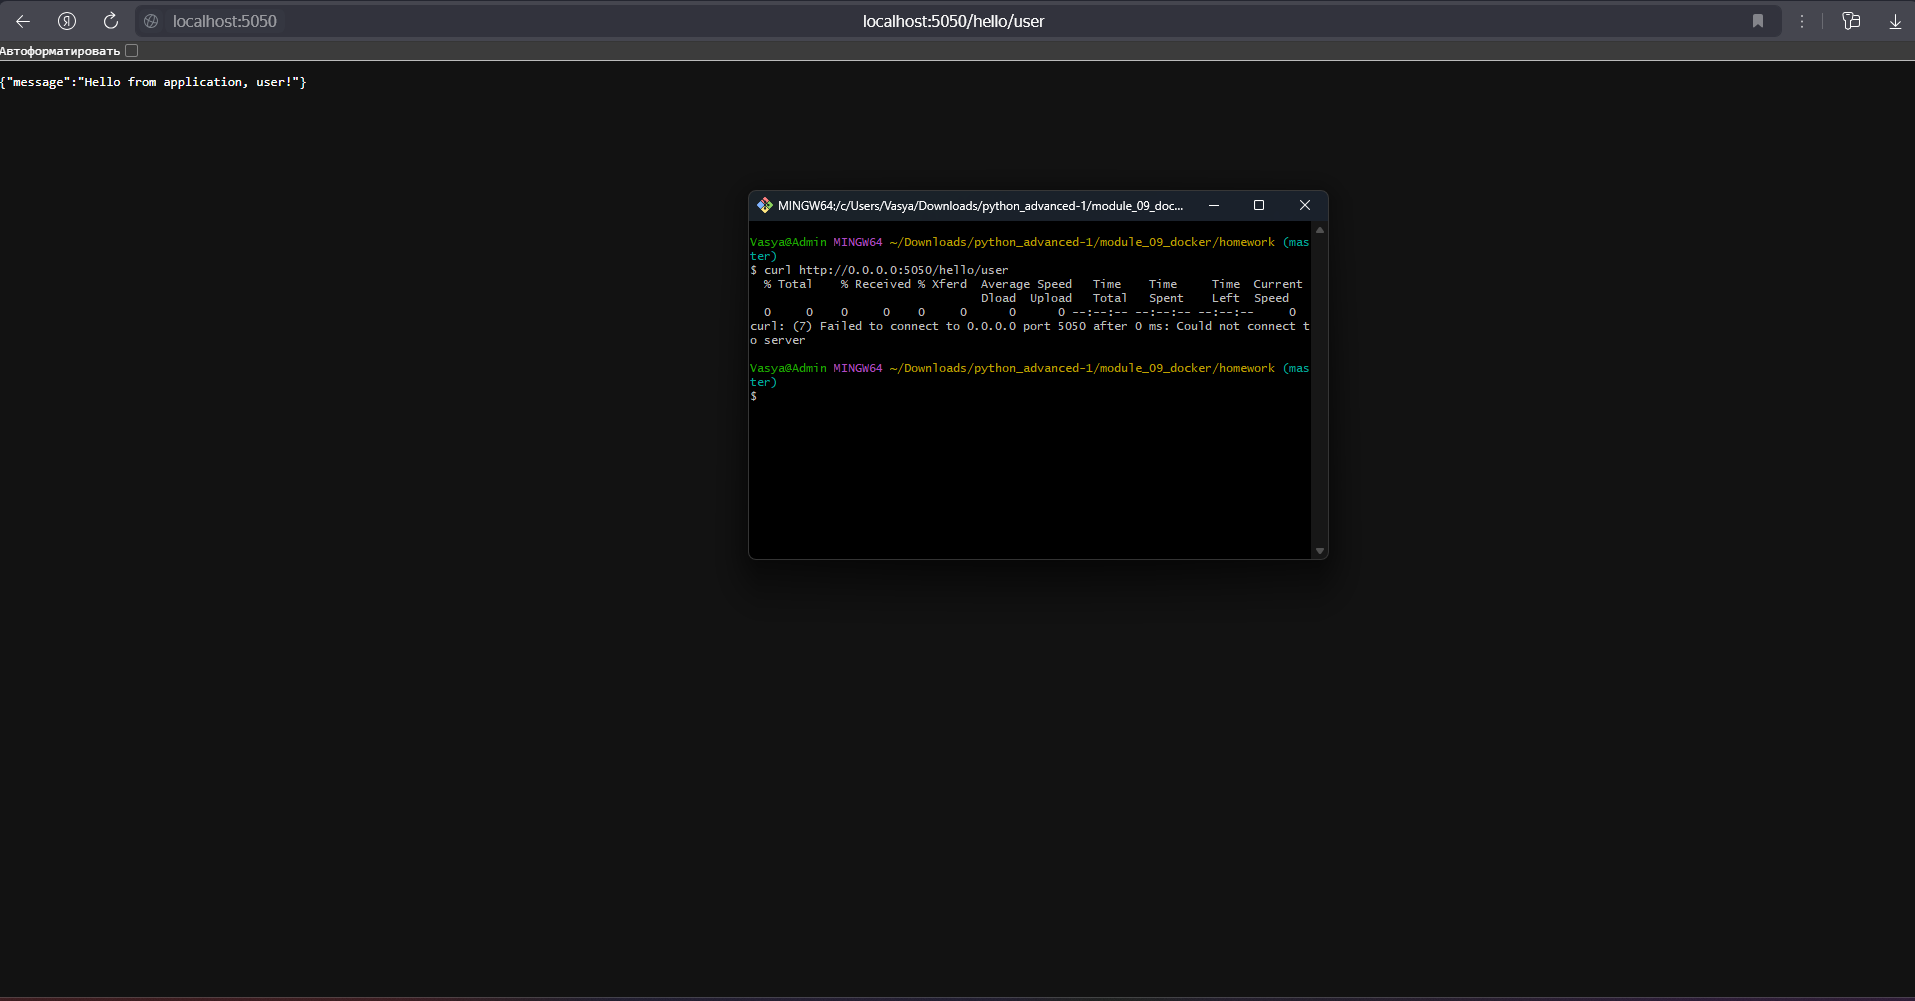 localhost:5050
localhost:5050/hello/user
Автоформатировать
{"message":"Hello from application, user!"}
MINGW64:/c/Users/Vasya/Downloads/python_advanced-1/module_09_doc...
Vasya@Admin MINGW64 ~/Downloads/python_advanced-1/module_09_docker/homework (mas
ter)
$ curl http://0.0.0.0:5050/hello/user
  % Total    % Received % Xferd  Average Speed   Time    Time     Time  Current
                                 Dload  Upload   Total   Spent    Left  Speed
  0     0    0     0    0     0      0      0 --:--:-- --:--:-- --:--:--     0
curl: (7) Failed to connect to 0.0.0.0 port 5050 after 0 ms: Could not connect t
o server
Vasya@Admin MINGW64 ~/Downloads/python_advanced-1/module_09_docker/homework (mas
ter)
$